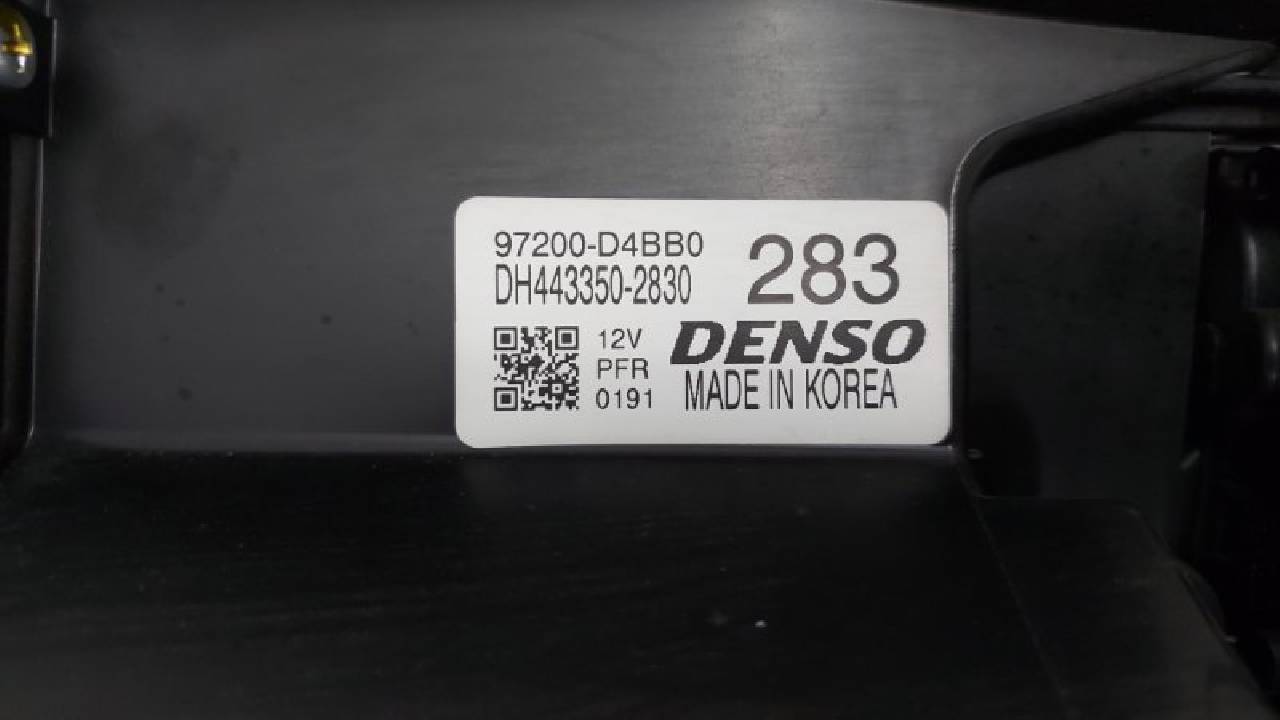 97200-D4BB0
DH443350-2830
283
12V
PFR
0191
DENSO
MADE IN KOREA